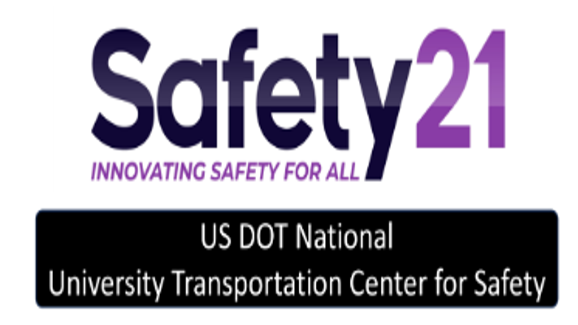 Safety21
INNOVATING SAFETY FOR ALL
US DOT National
University Transportation Center for Safety